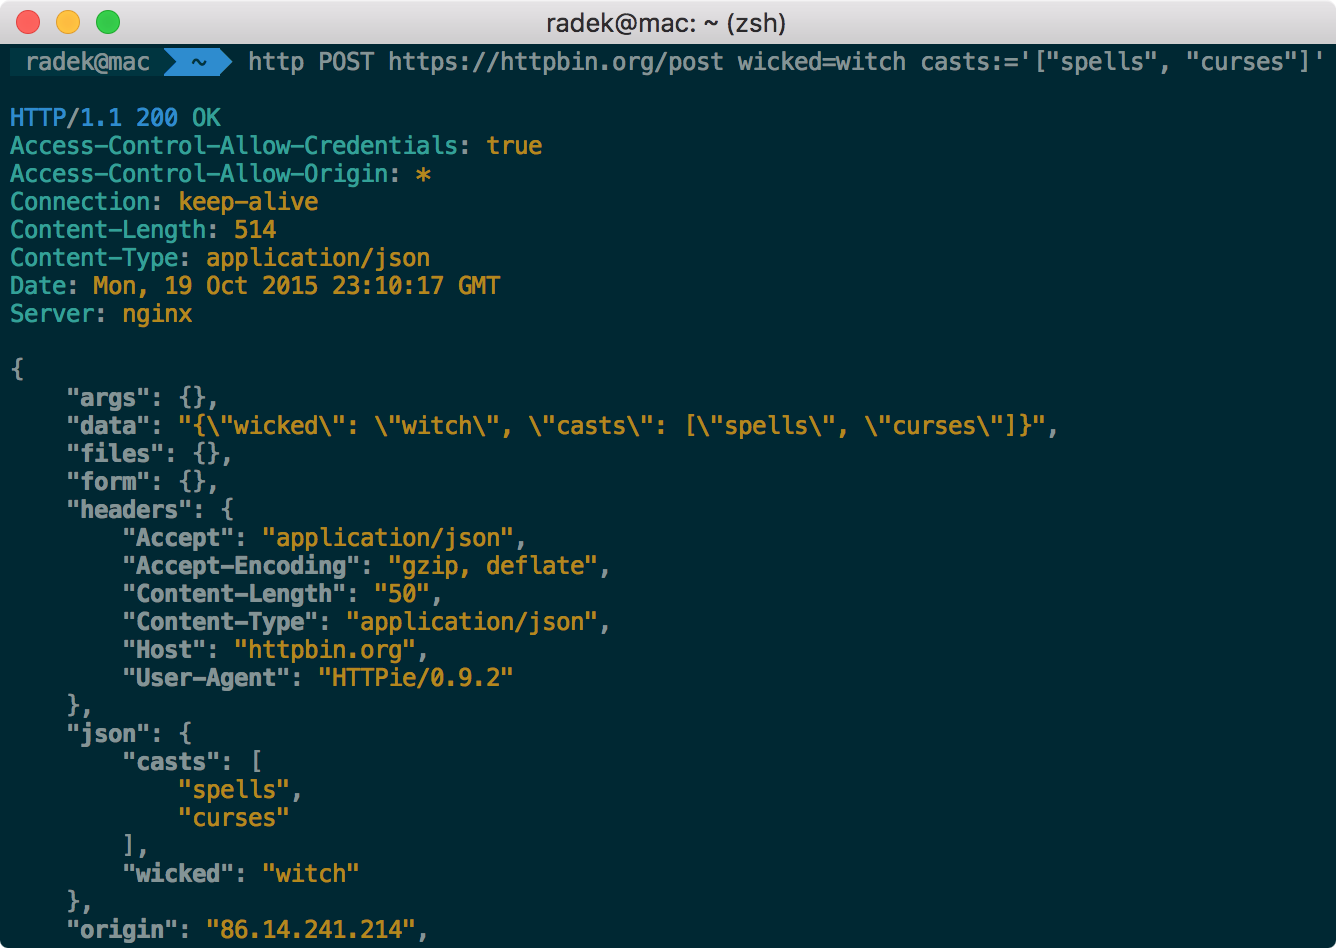 radek@mac: ~ (zsh)
radek@mac ~ http POST https://httpbin.org/post wicked=witch casts:='["spells", "curses"]'
HTTP/1.1 200 OK
Access-Control-Allow-Credentials: true
Access-Control-Allow-Origin: *
Connection: keep-alive
Content-Length: 514
Content-Type: application/json
Date: Mon, 19 Oct 2015 23:10:17 GMT
Server: nginx
{
    "args": {},
    "data": "{\"wicked\": \"witch\", \"casts\": [\"spells\", \"curses\"]}",
    "files": {},
    "form": {},
    "headers": {
        "Accept": "application/json",
        "Accept-Encoding": "gzip, deflate",
        "Content-Length": "50",
        "Content-Type": "application/json",
        "Host": "httpbin.org",
        "User-Agent": "HTTPie/0.9.2"
    },
    "json": {
        "casts": [
            "spells",
            "curses"
        ],
        "wicked": "witch"
    },
    "origin": "86.14.241.214",